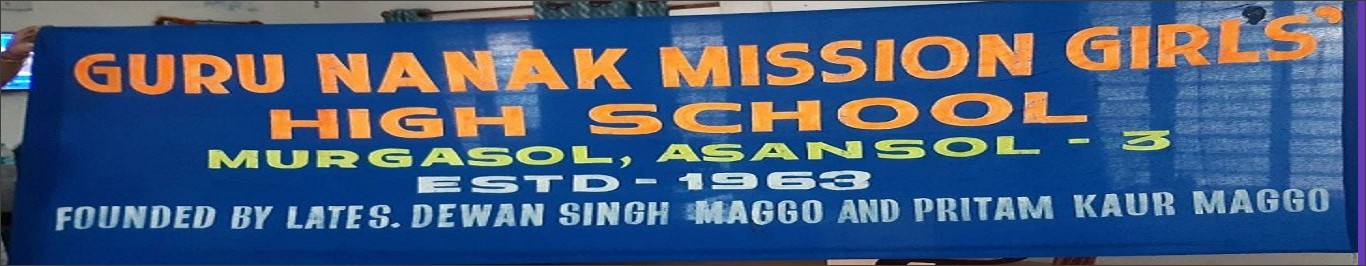 GURU NANAK MISSION GIRLS'
HIGH SCHOOL
MURGASOL, ASANSOL - 3
ESTD - 1963
FOUNDED BY LATE S. DEWAN SINGH MAGGO AND PRITAM KAUR MAGGO